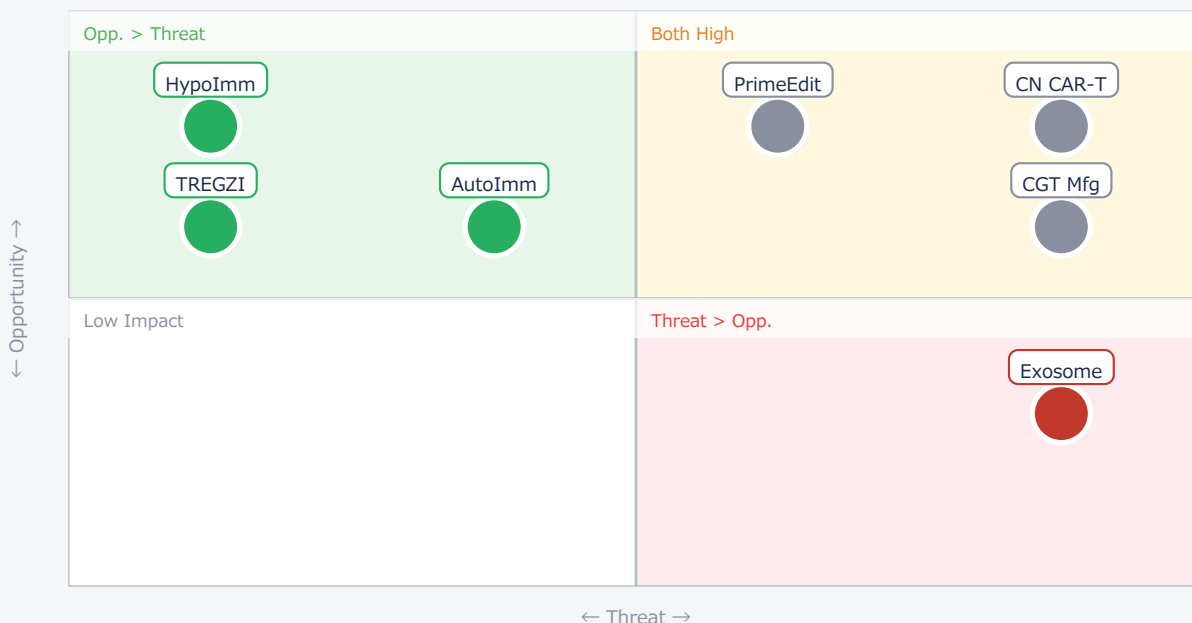 Opp. > Threat
Both High
HypoImm
PrimeEdit
CN CAR-T
TREGZI
AutoImm
CGT Mfg
← Opportunity →
Low Impact
Threat > Opp.
Exosome
← Threat →